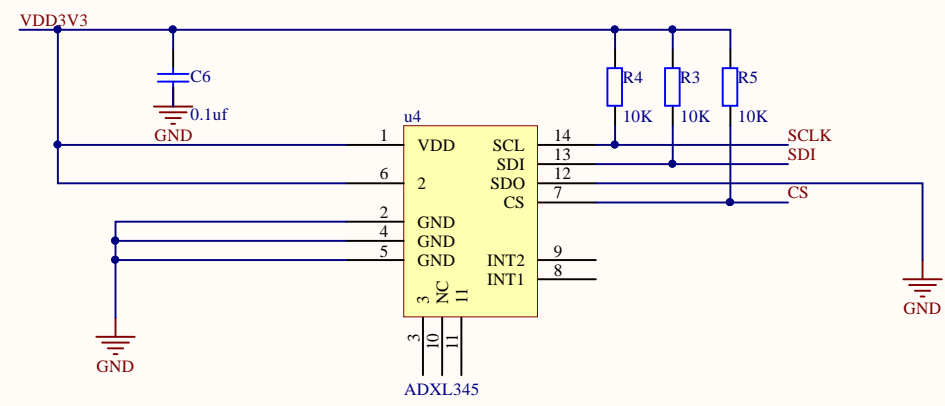 VDD3V3
C6
0.1uf
GND
R4
R3
R5
10K
10K
10K
u4
1
VDD
SCL
14
SCLK
SDI
13
SDI
6
2
SDO
12
CS
7
CS
2
GND
4
GND
5
GND
INT2
9
INT1
8
3
NC
11
3
10
11
GND
GND
ADXL345